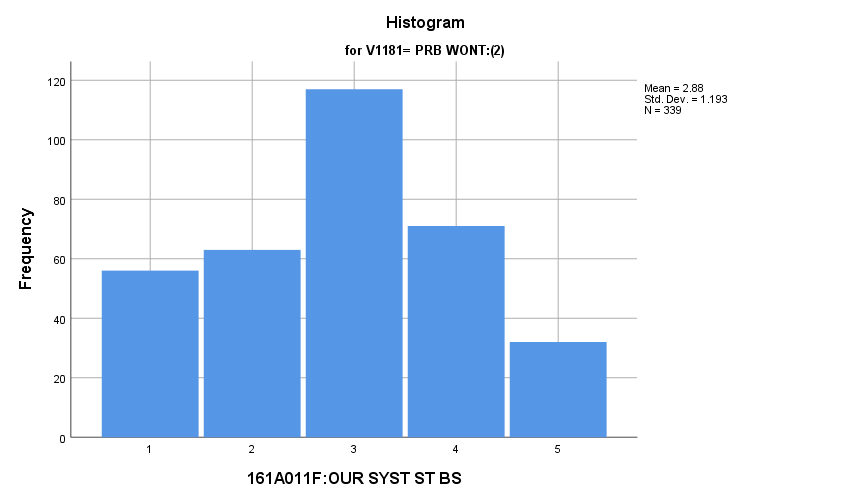 Histogram
for V1181= PRB WONT:(2)
Mean = 2.88
Std. Dev. = 1.193
N = 339
Frequency
120
100
80
60
40
20
0
1 2 3 4 5
161A011F:OUR SYST ST BS